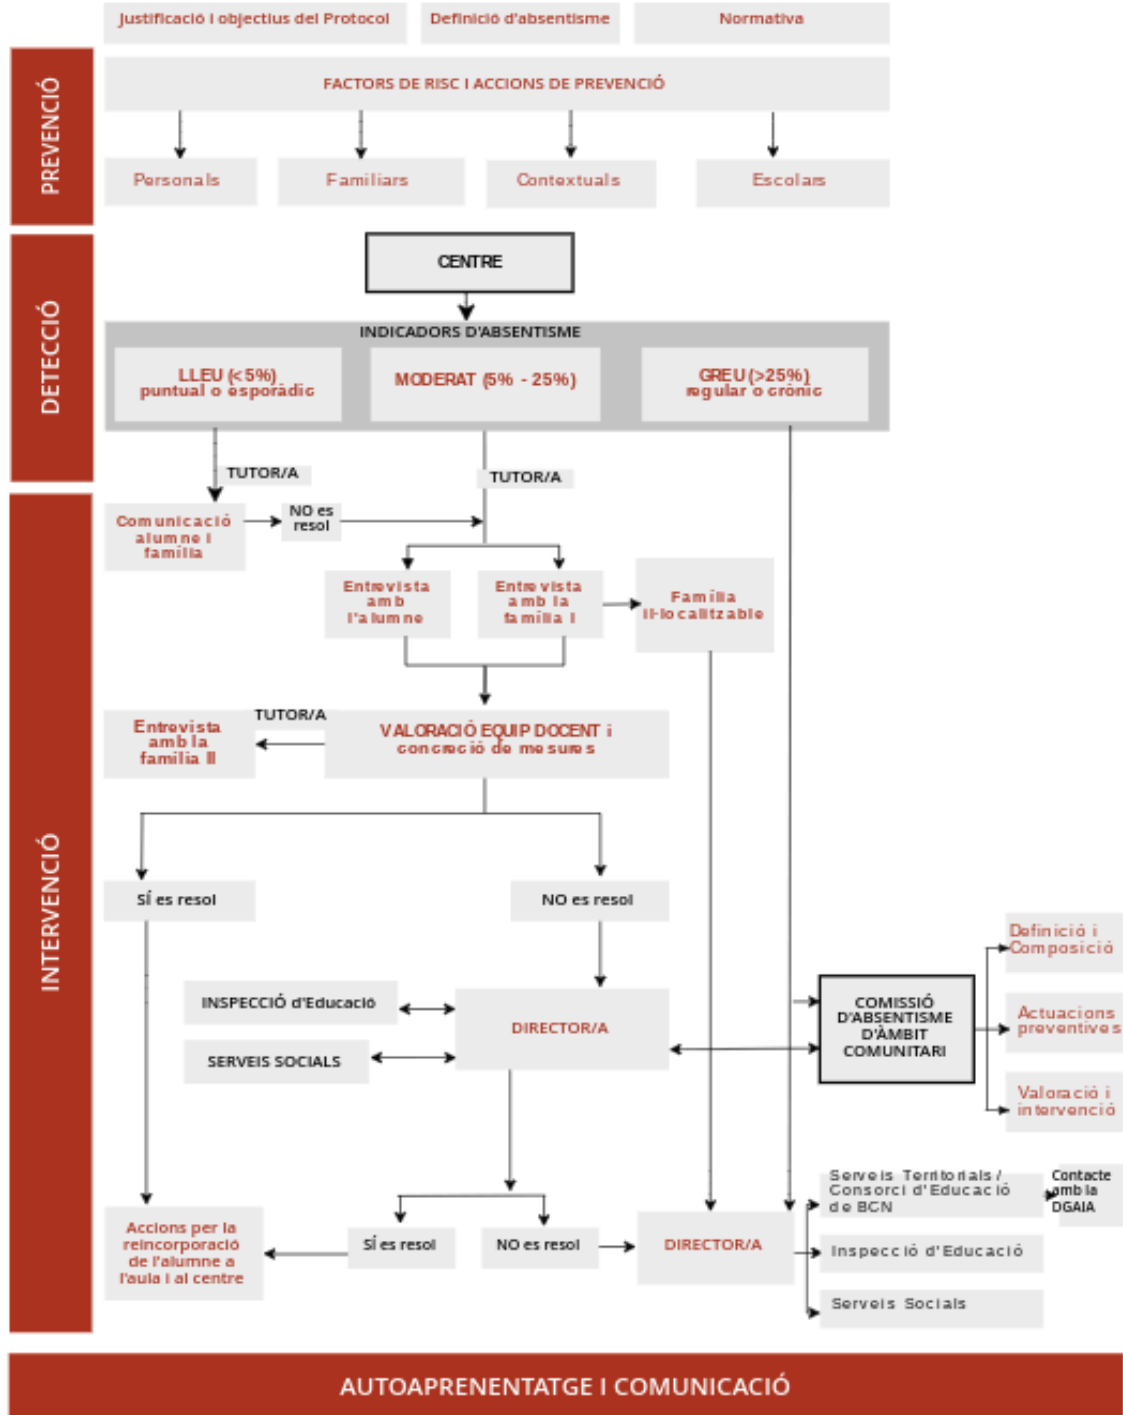 Justificació i objectius del Protocol
Definició d'absentisme
Normativa
PREVENCIÓ
FACTORS DE RISC I ACCIONS DE PREVENCIÓ
Personals
Familiars
Contextuals
Escolars
DETECCIÓ
CENTRE
INDICADORS D'ABSENTISME
LLEU (<5%)
puntual o esporàdic
MODERAT (5% - 25%)
GREU (>25%)
regular o crònic
TUTOR/A
TUTOR/A
INTERVENCIÓ
Comunicació
alumne i
família
NO es
resol
Entrevista
amb
l'alumne
Entrevista
amb la
família I
Família
il·localitzable
Entrevista
amb la
família II
TUTOR/A
VALORACIÓ EQUIP DOCENT i
concreció de mesures
SÍ es resol
NO es resol
INSPECCIÓ d'Educació
SERVEIS SOCIALS
DIRECTOR/A
COMISSIÓ
D'ABSENTISME
D'ÀMBIT
COMUNITARI
Definició i
Composició
Actuacions
preventives
Valoració i
intervenció
Accions per la
reincorporació
de l'alumne a
l'aula i al centre
SÍ es resol
NO es resol
DIRECTOR/A
Serveis Territorials /
Consorci d'Educació
de BCN
Contacte
amb la
DGAIA
Inspecció d'Educació
Serveis Socials
AUTOAPRENENTATGE I COMUNICACIÓ